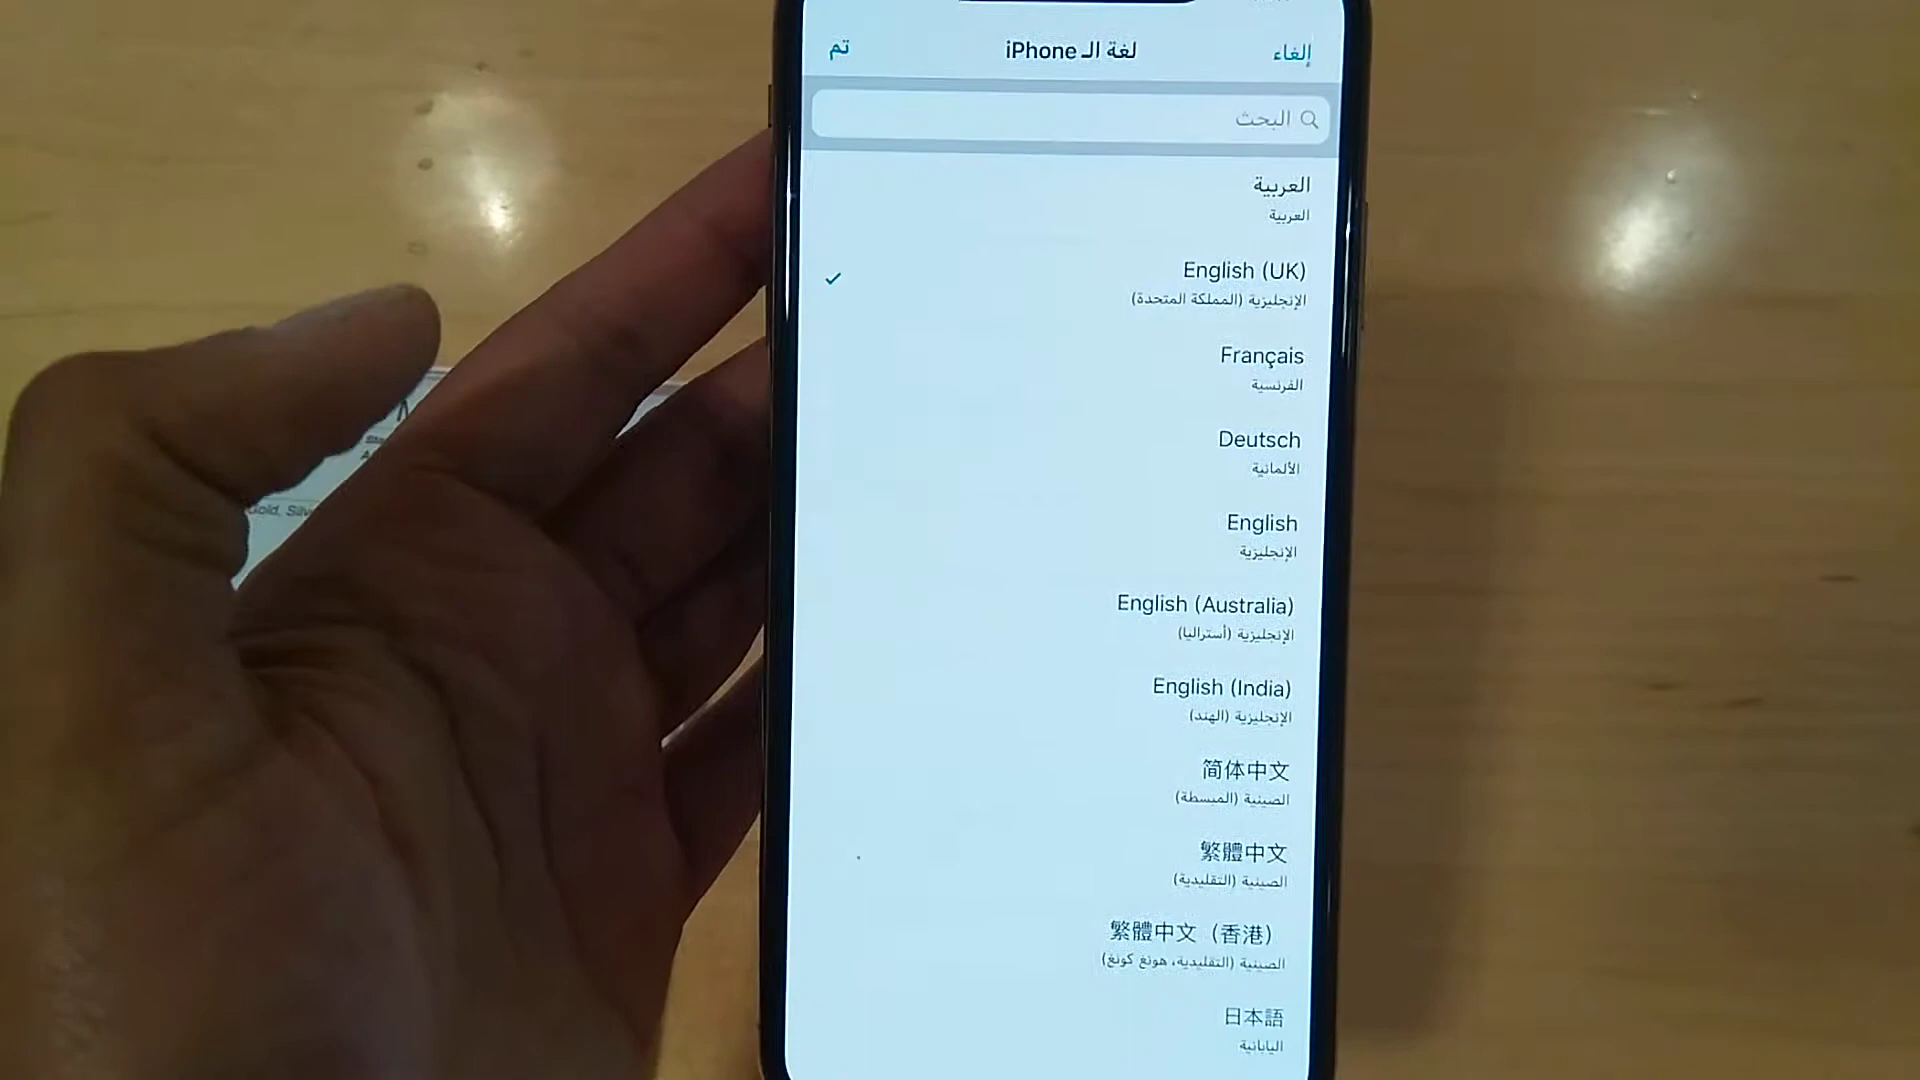 إلغاء
لغة الـ iPhone
تم
البحث
العربية
العربية
English (UK)
الإنجليزية (المملكة المتحدة)
Français
الفرنسية
Deutsch
الألمانية
English
الإنجليزية
English (Australia)
الإنجليزية (أستراليا)
English (India)
الإنجليزية (الهند)
简体中文
الصينية (المبسطة)
繁體中文
الصينية (التقليدية)
繁體中文（香港）
الصينية (التقليدية، هونغ كونغ)
日本語
اليابانية
Gold,